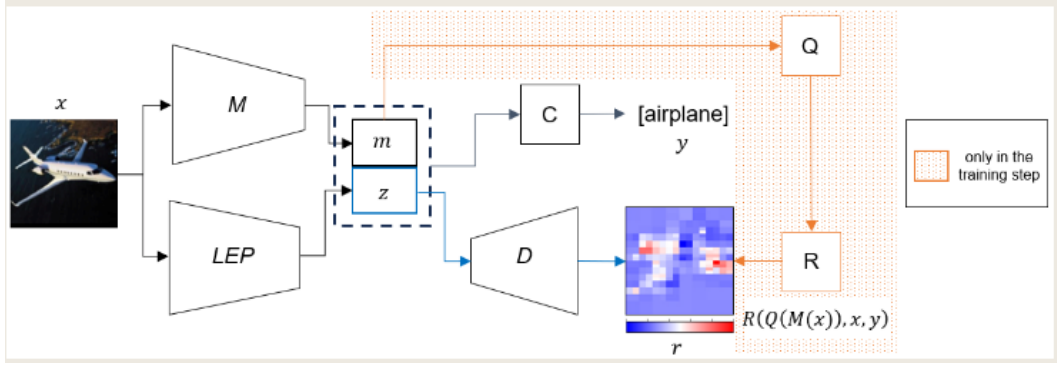 x
M
LEP
m
z
C
[airplane]
y
D
r
Q
R
R(Q(M(x)), x, y)
only in the
training step